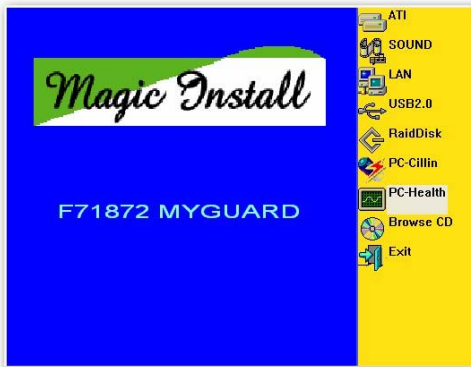 Magic Install
F71872 MYGUARD
ATI
SOUND
LAN
USB2.0
RaidDisk
PC-Cillin
PC-Health
Browse CD
Exit